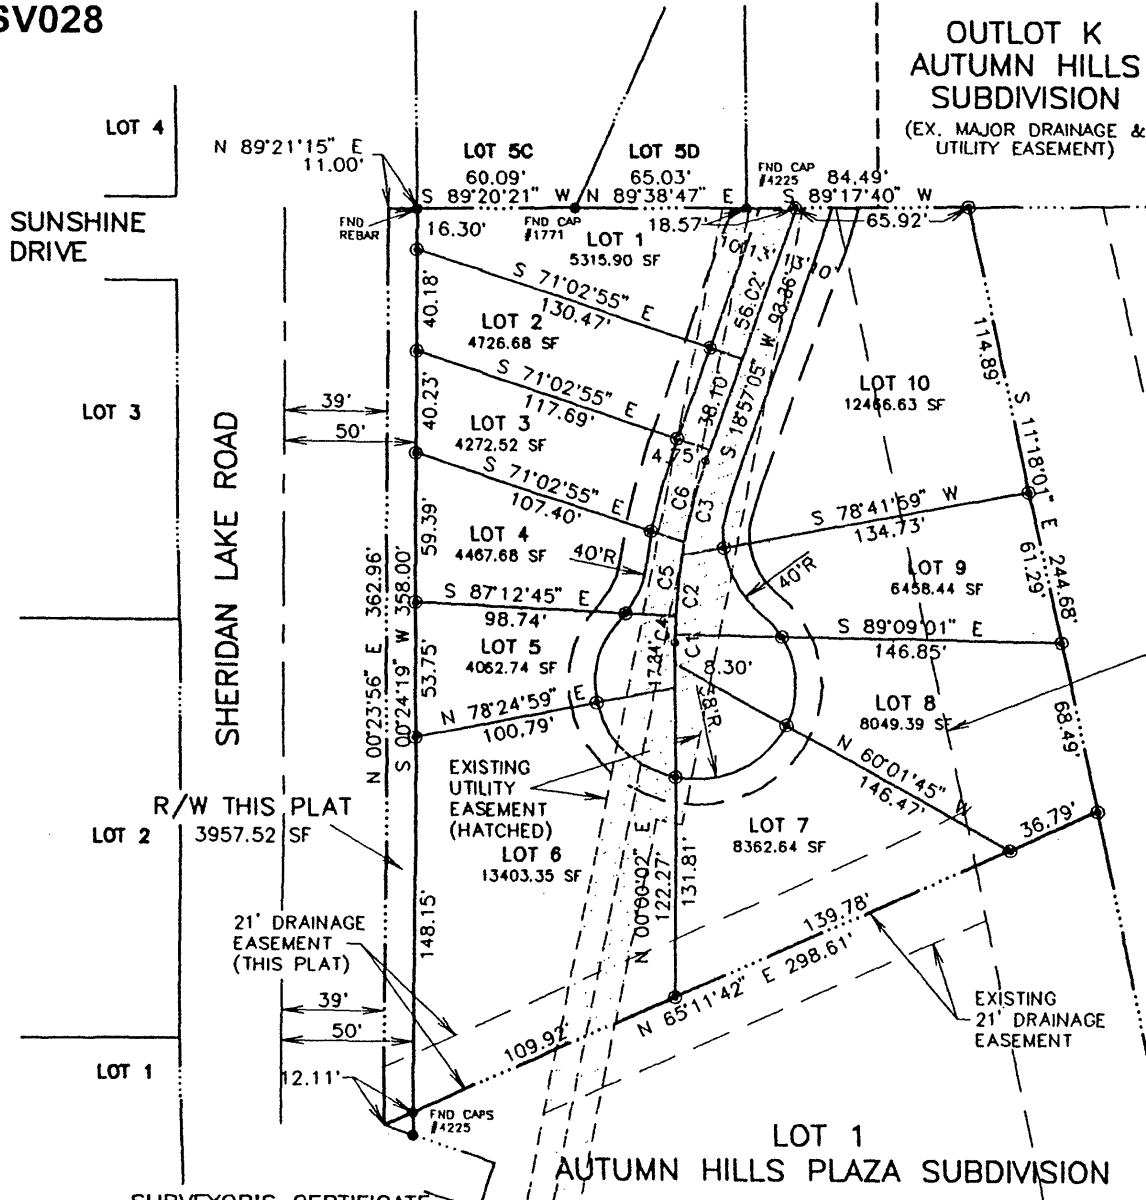 SV028
OUTLOT K
AUTUMN HILLS
SUBDIVISION
(EX. MAJOR DRAINAGE &
UTILITY EASEMENT)
LOT 4
N 89°21'15" E
11.00'
LOT 5C
60.09'
S 89°20'21" W
LOT 5D
65.03'
N 89°38'47" E
FND CAP
#4225
84.49'
S 89°17'40" W
SUNSHINE
DRIVE
FND
REBAR
16.30'
FND CAP
#1771
18.57'
65.92'
LOT 1
5315.90 SF
10'
13'
13'
10'
S 71°02'55" E
130.47'
40.18'
56.02'
93.36'
LOT 2
4726.68 SF
114.89'
S 71°02'55" E
117.69'
40.23'
38.10'
S 18°57'05" W
LOT 10
12466.63 SF
39'
LOT 3
50'
LOT 3
4272.52 SF
4.75'
S 11°18'01" E 244.68'
S 71°02'55" E
107.40'
C6
C3
S 78°41'59" W
134.73'
SHERIDAN LAKE ROAD
59.39'
LOT 4
4467.68 SF
40'R
40'R
LOT 9
6458.44 SF
61.29'
N 00°23'56" E 362.96'
S 00°24'19" W 358.00'
S 87°12'45" E
98.74'
C5
C2
C4
C1
S 89°09'01" E
146.85'
LOT 5
4062.74 SF
53.75'
17.84'
8.30'
N 78°24'59" E
100.79'
48'R
LOT 8
8049.39 SF
68.49'
N 60°01'45" W
146.47'
EXISTING
UTILITY
EASEMENT
(HATCHED)
R/W THIS PLAT
3957.52 SF
LOT 2
LOT 6
13403.35 SF
LOT 7
8362.64 SF
36.79'
N 00°00'02" E
122.27'
131.81'
148.15'
139.78'
21' DRAINAGE
EASEMENT
(THIS PLAT)
N 65°11'42" E 298.61'
39'
50'
109.92'
EXISTING
21' DRAINAGE
EASEMENT
LOT 1
12.11'
FND CAPS
#4225
LOT 1
AUTUMN HILLS PLAZA SUBDIVISION
SURVEYOR'S CERTIFICATE